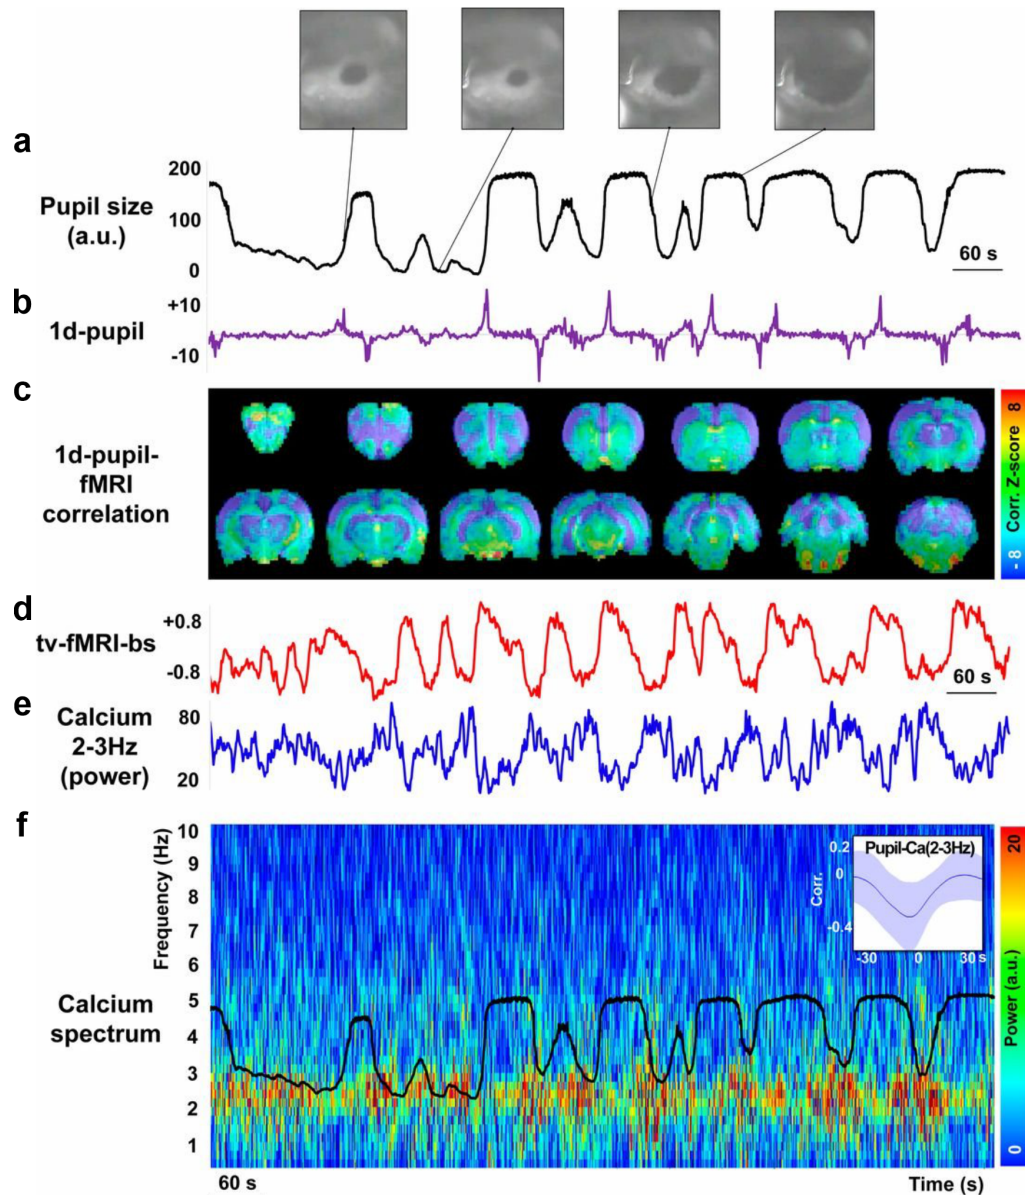 a
Pupil size
(a.u.)
200
100
0
60 s
b
1d-pupil
+10
-10
c
1d-pupil-
fMRI
correlation
- 8 Corr. Z-score 8
d
tv-fMRI-bs
+0.8
-0.8
60 s
e
Calcium
2-3Hz
(power)
80
20
f
Calcium
spectrum
Frequency (Hz)
10
9
8
7
6
5
4
3
2
1
Pupil-Ca(2-3Hz)
Corr.
0.2
0
-0.4
-30 0 30 s
0 Power (a.u.) 20
60 s
Time (s)